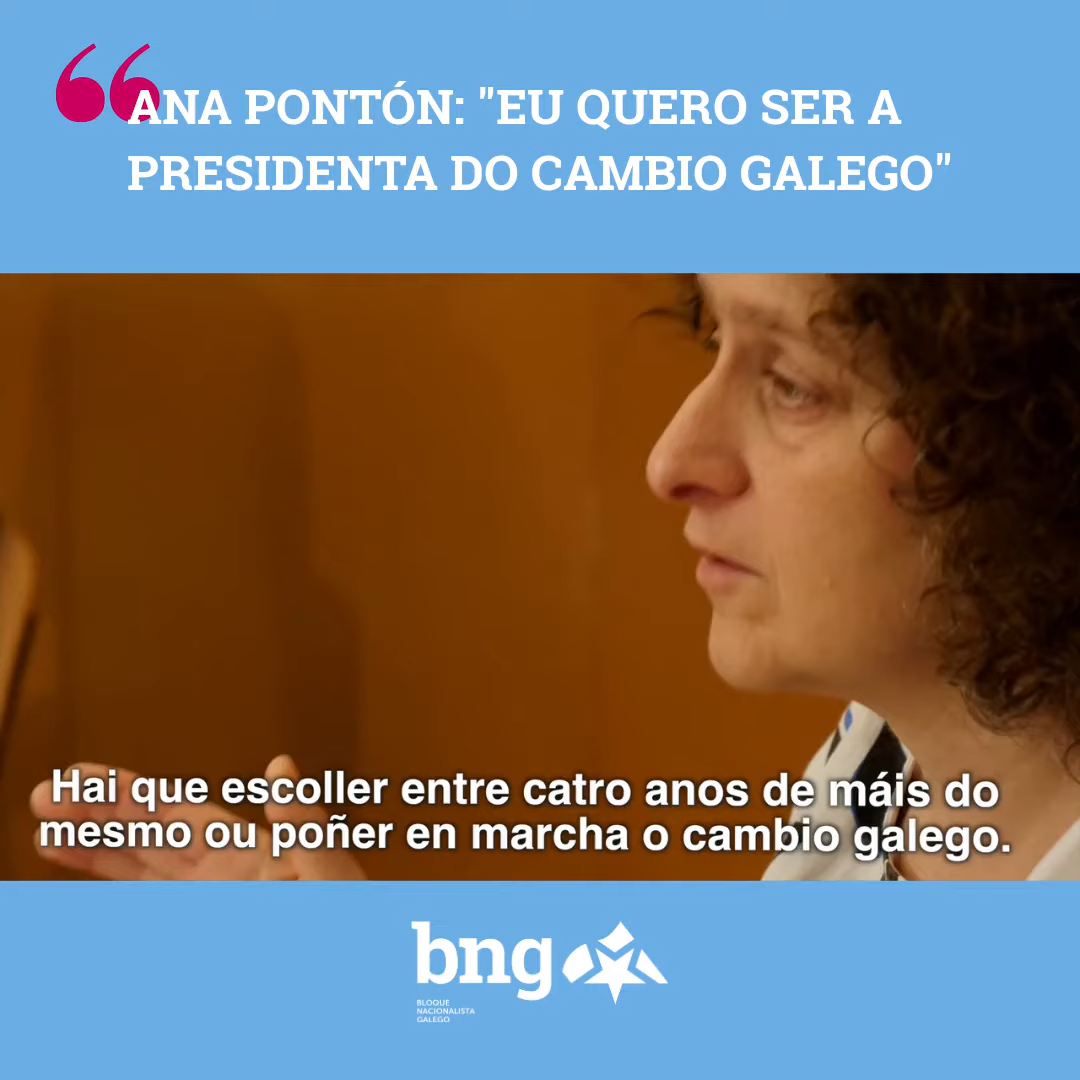 ANA PONTÓN: "EU QUERO SER A
PRESIDENTA DO CAMBIO GALEGO"
Hai que escoller entre catro anos de máis do
mesmo ou poñer en marcha o cambio galego.
bng
BLOQUE
NACIONALISTA
GALEGO